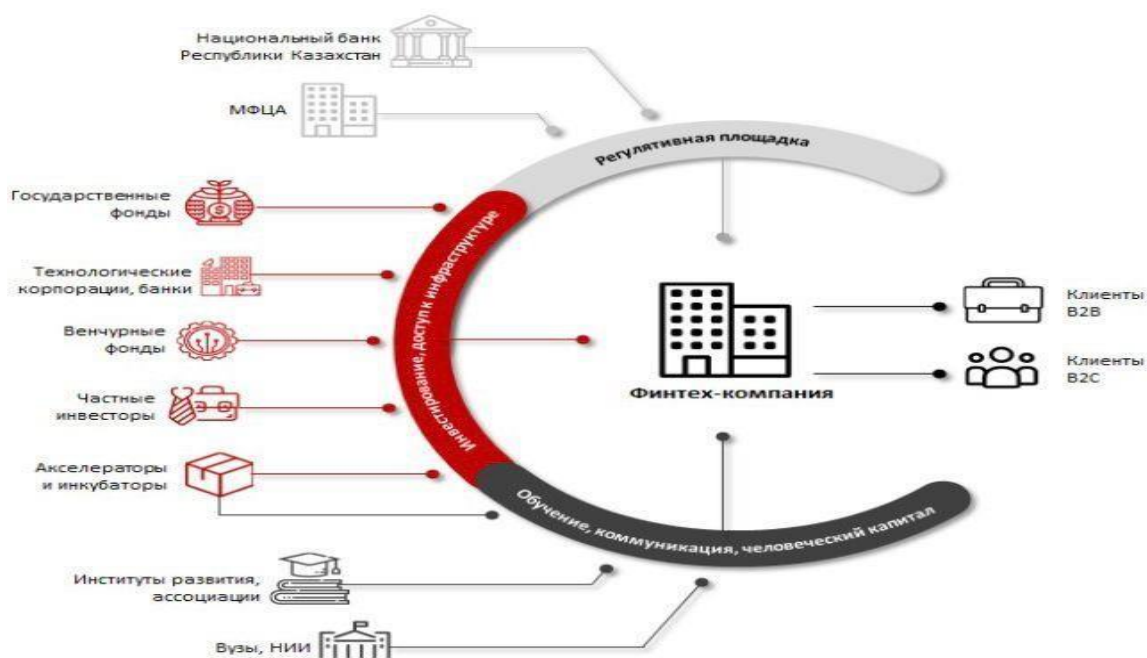 Национальный банк
Республики Казахстан
МФЦА
Регулятивная площадка
Государственные
фонды
Инвестирование, доступ к инфраструктуре
Технологические
корпорации, банки
Клиенты
B2B
Венчурные
фонды
Клиенты
B2C
Финтех-компания
Частные
инвесторы
Акселераторы
и инкубаторы
Обучение, коммуникация, человеческий капитал
Институты развития,
ассоциации
Вузы, НИИ